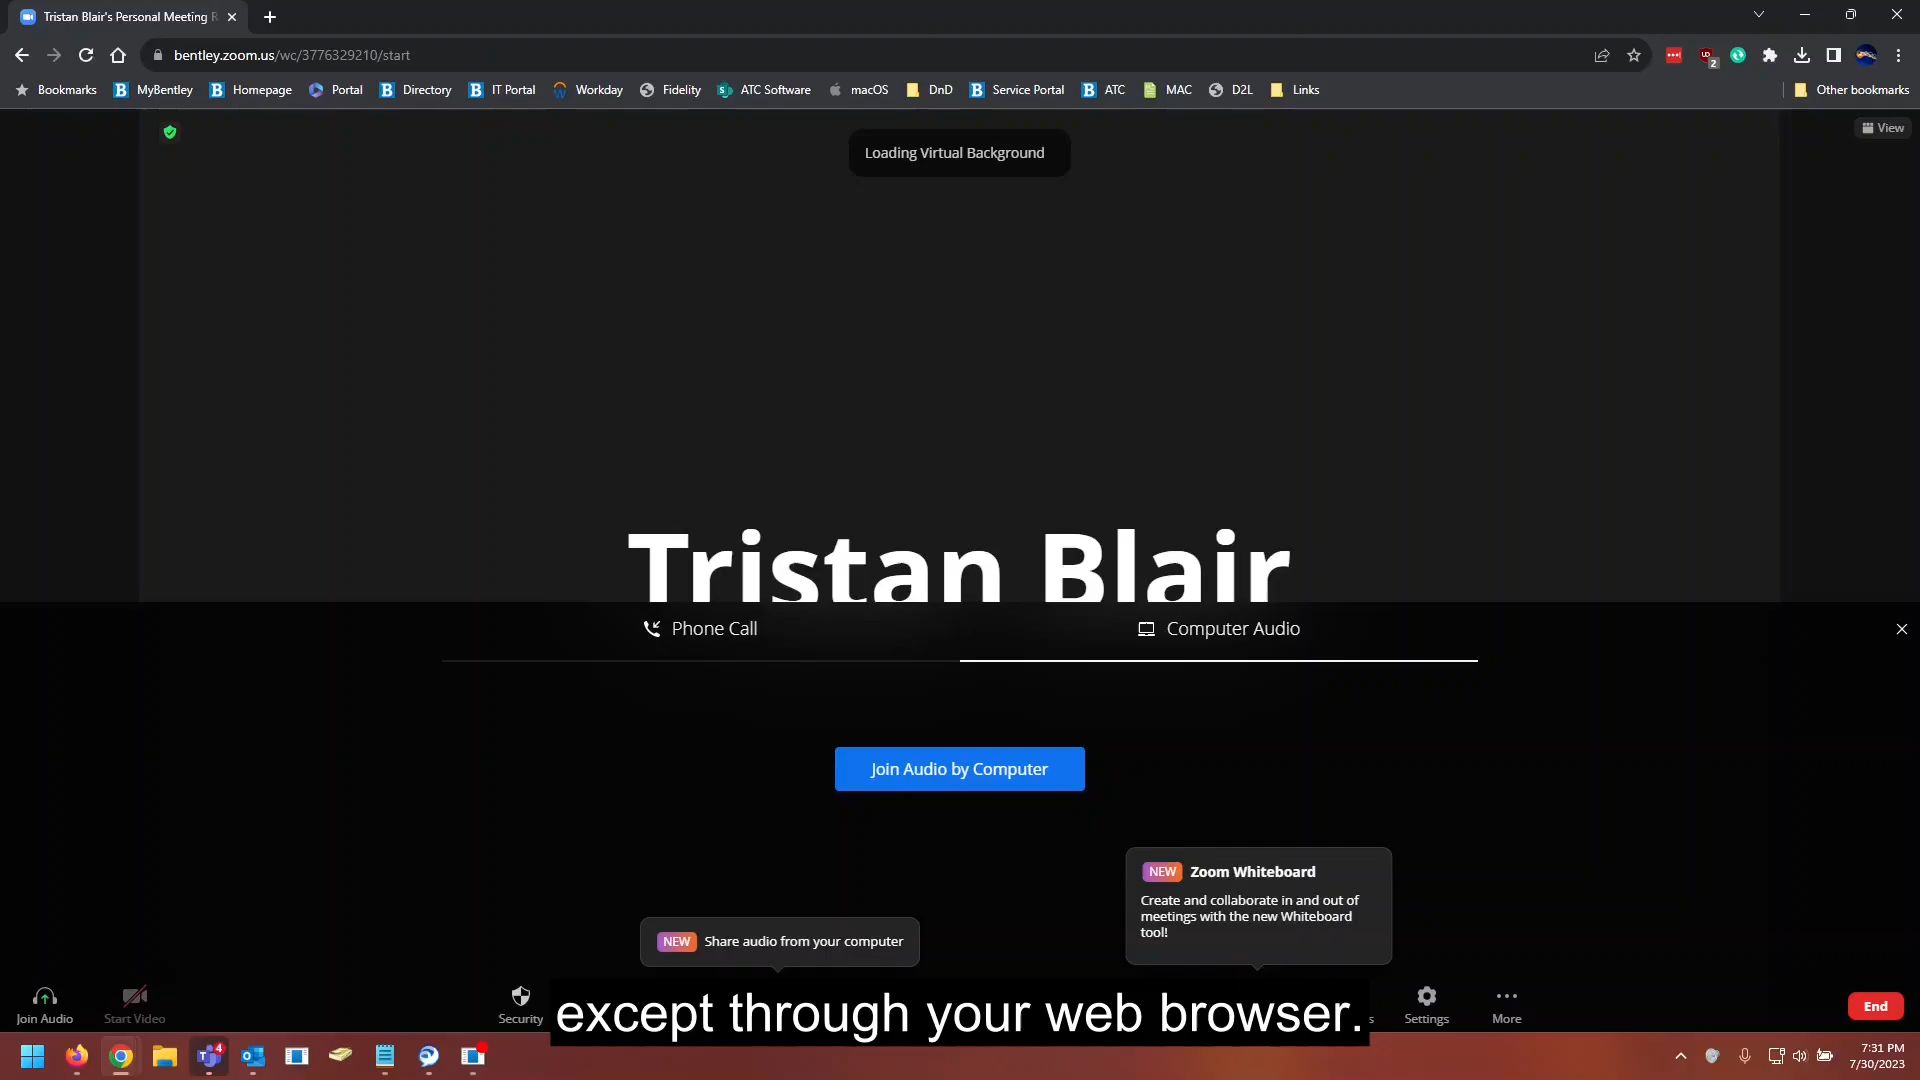 Tristan Blair's Personal Meeting R
bentley.zoom.us/wc/3776329210/start
2
Bookmarks MyBentley Homepage Portal Directory IT Portal Workday Fidelity ATC Software macOS DnD Service Portal ATC MAC D2L Links Other bookmarks
View
Loading Virtual Background
Tristan Blair
Phone Call Computer Audio
Join Audio by Computer
NEW Zoom Whiteboard
Create and collaborate in and out of
meetings with the new Whiteboard
tool!
NEW Share audio from your computer
Join Audio Start Video Security Settings More End
except through your web browser.
4
7:31 PM
7/30/2023